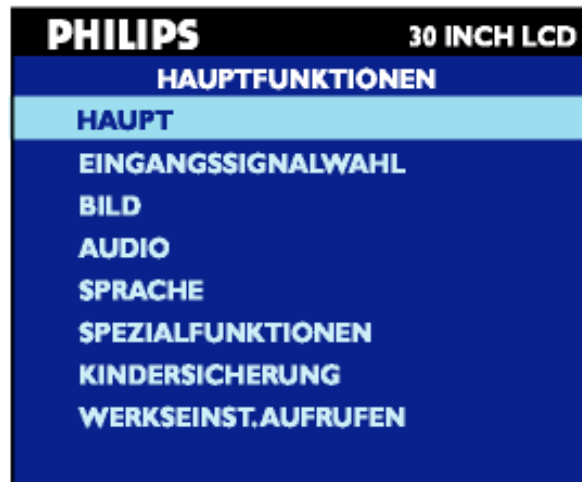 PHILIPS 30 INCH LCD
HAUPTFUNKTIONEN
HAUPT
EINGANGSSIGNALWAHL
BILD
AUDIO
SPRACHE
SPEZIALFUNKTIONEN
KINDERSICHERUNG
WERKSEINST.AUFRUFEN